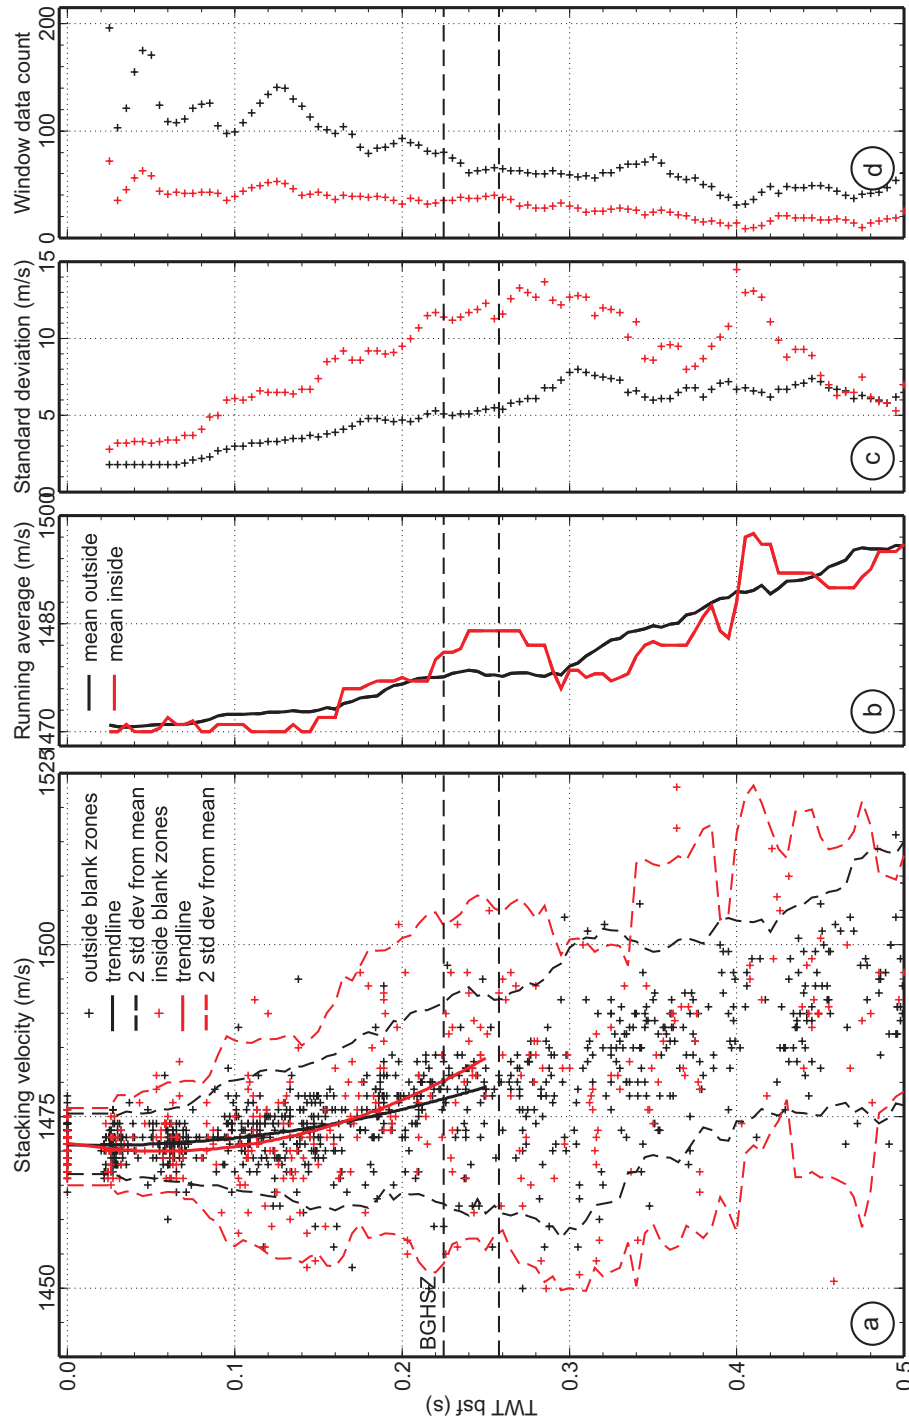 Stacking velocity (m/s)
1450 1475 1500 1525
TWT bsf (s)
0.0
0.1
0.2
0.3
0.4
0.5
outside blank zones
trendline
2 std dev from mean
inside blank zones
trendline
2 std dev from mean
BGHSZ
a
Running average (m/s)
1470 1485 1500
mean outside
mean inside
b
Standard deviation (m/s)
0 5 10 15
c
Window data count
0 100 200
d